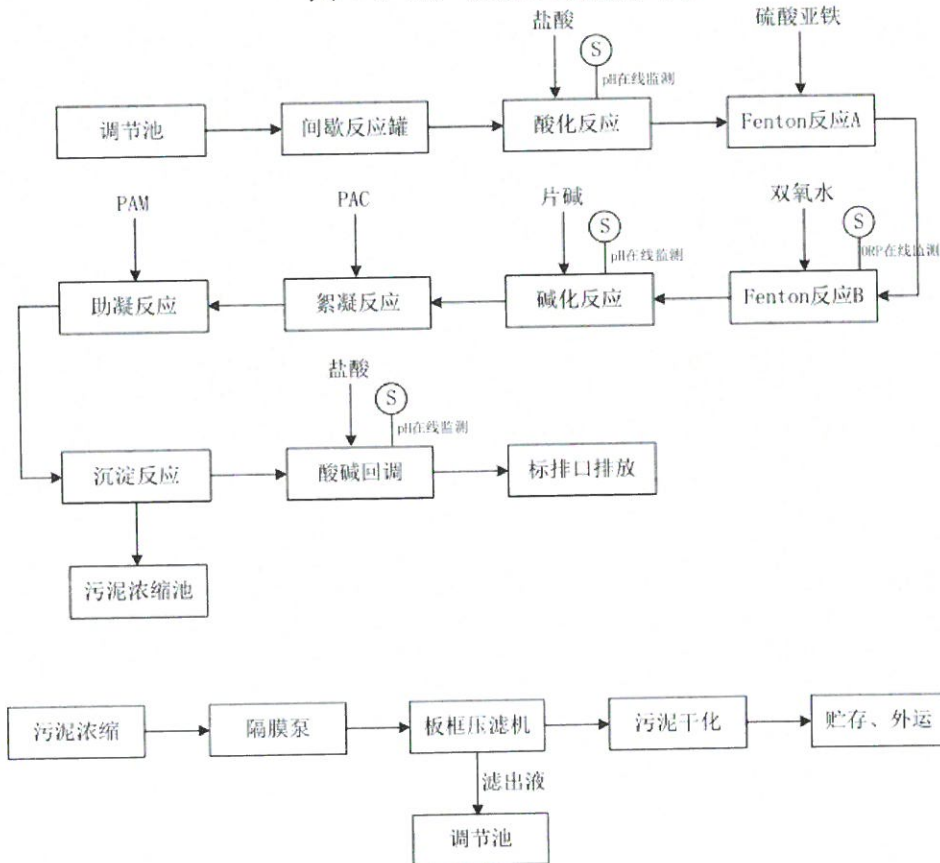 盐酸
硫酸亚铁
S
pH在线监测
调节池
间歇反应罐
酸化反应
Fenton反应A
PAM
PAC
片碱
双氧水
S
pH在线监测
S
ORP在线监测
助凝反应
絮凝反应
碱化反应
Fenton反应B
盐酸
S
pH在线监测
沉淀反应
酸碱回调
标排口排放
污泥浓缩池
污泥浓缩
隔膜泵
板框压滤机
污泥干化
贮存、外运
滤出液
调节池